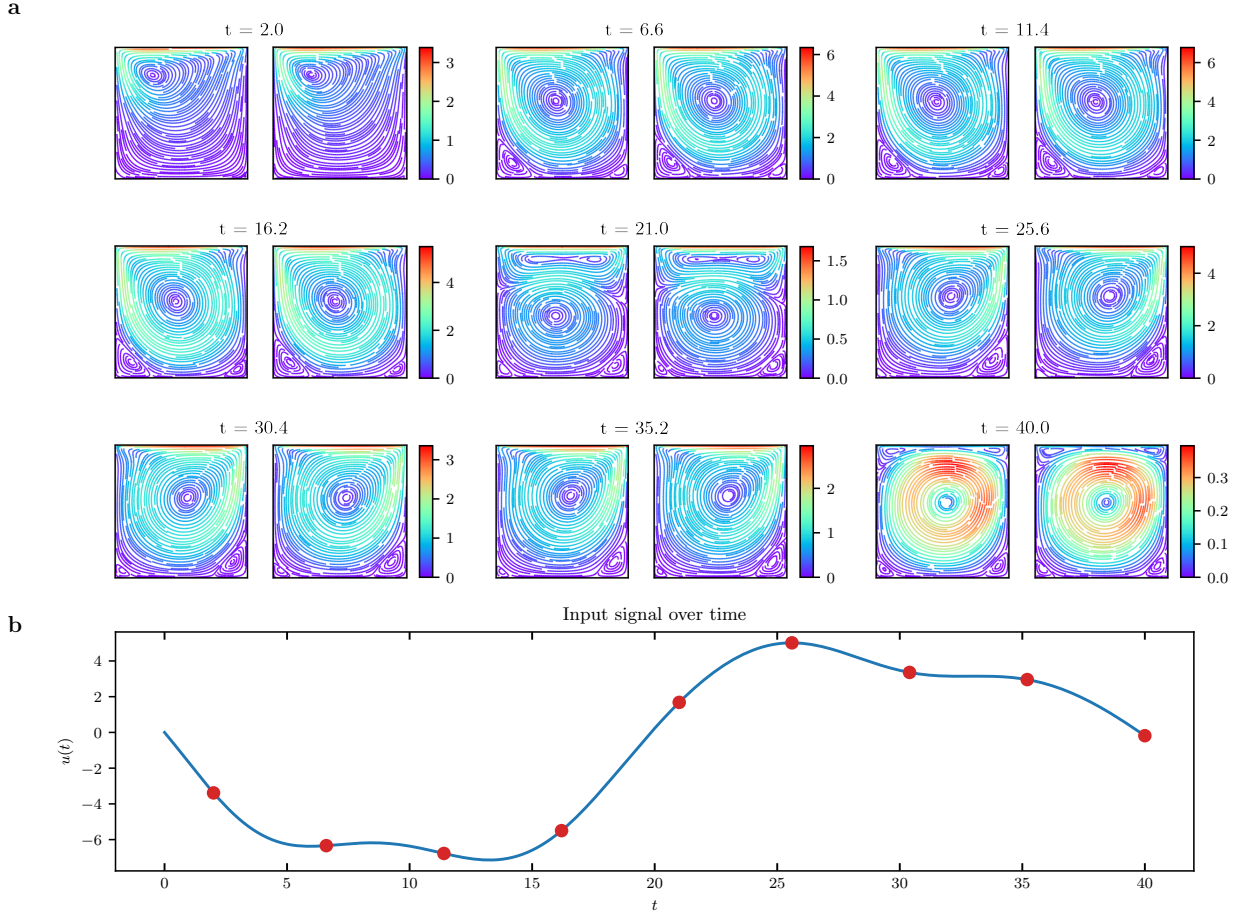 a
t = 2.0
t = 6.6
t = 11.4
3
2
1
0
6
4
2
0
6
4
2
0
t = 16.2
t = 21.0
t = 25.6
4
2
0
1.5
1.0
0.5
0.0
4
2
0
t = 30.4
t = 35.2
t = 40.0
3
2
1
0
2
1
0
0.3
0.2
0.1
0.0
b
Input signal over time
4
2
0
−2
−4
−6
u(t)
0 5 10 15 20 25 30 35 40
t